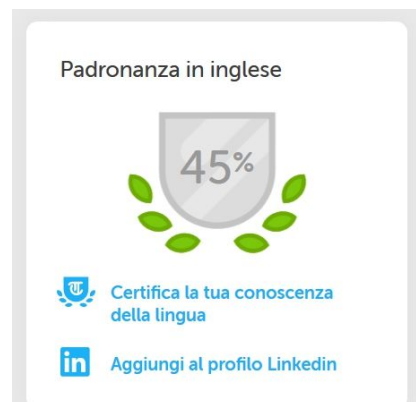 Padronanza in inglese
45%
Certifica la tua conoscenza
della lingua
in
Aggiungi al profilo Linkedin